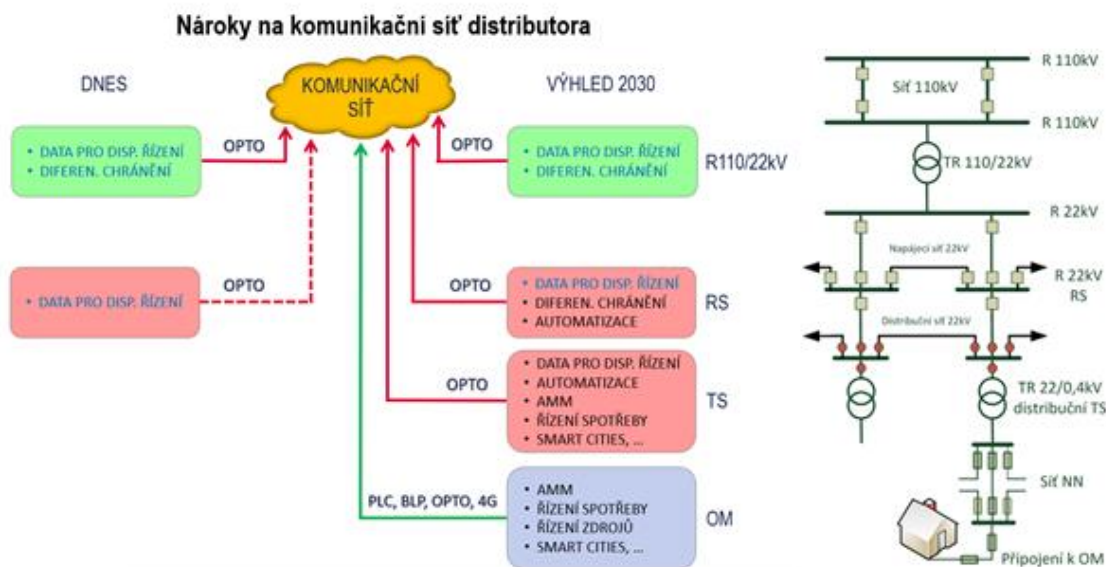 Nároky na komunikační síť distributora
DNES
KOMUNIKAČNÍ
SÍŤ
VÝHLED 2030
• DATA PRO DISP. ŘÍZENÍ
• DIFEREN. CHRÁNĚNÍ
OPTO
OPTO
• DATA PRO DISP. ŘÍZENÍ
• DIFEREN. CHRÁNĚNÍ
R110/22kV
• DATA PRO DISP. ŘÍZENÍ
OPTO
OPTO
• DATA PRO DISP. ŘÍZENÍ
• DIFEREN. CHRÁNĚNÍ
• AUTOMATIZACE
RS
OPTO
• DATA PRO DISP. ŘÍZENÍ
• AUTOMATIZACE
• AMM
• ŘÍZENÍ SPOTŘEBY
• SMART CITIES, ...
TS
PLC, BLP, OPTO, 4G
• AMM
• ŘÍZENÍ SPOTŘEBY
• ŘÍZENÍ ZDROJŮ
• SMART CITIES, ...
OM
R 110kV
Síť 110kV
R 110kV
TR 110/22kV
R 22kV
Napájecí síť 22kV
R 22kV
RS
Distribuční síť 22kV
TR 22/0,4kV
distribuční TS
Síť NN
Připojení k OM